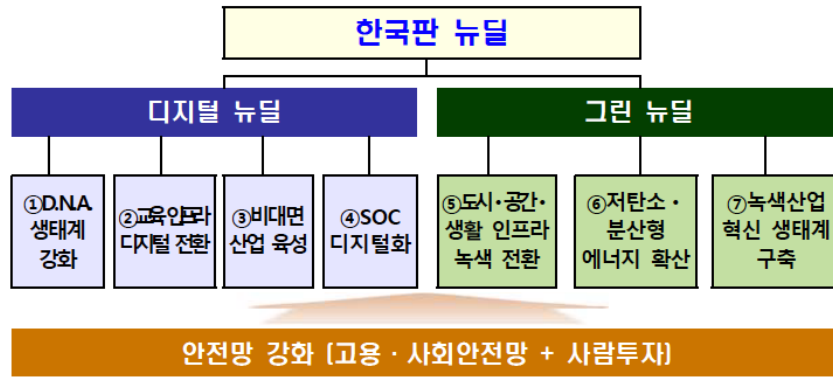 한국판 뉴딜
디지털 뉴딜
그린 뉴딜
①D.N.A.
생태계
강화
②교육인프라
디지털 전환
③비대면
산업 육성
④SOC
디지털화
⑤도시·공간·
생활 인프라
녹색 전환
⑥저탄소·
분산형
에너지 확산
⑦녹색산업
혁신 생태계
구축
안전망 강화 [고용·사회안전망 + 사람투자]